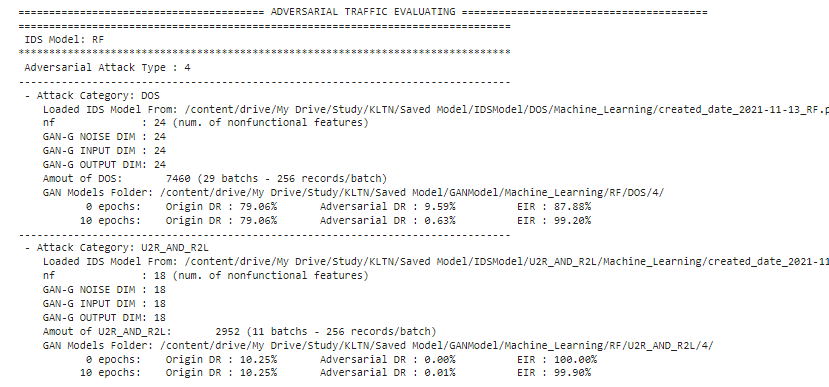 ========================================= ADVERSARIAL TRAFFIC EVALUATING =========================================
================================================================================
IDS Model: RF
********************************************************************************
Adversarial Attack Type : 4
--------------------------------------------------------------------------------
- Attack Category: DOS
Loaded IDS Model From: /content/drive/My Drive/Study/KLTN/Saved Model/IDSModel/DOS/Machine_Learning/created_date_2021-11-13_RF.p
nf : 24 (num. of nonfunctional features)
GAN-G NOISE DIM : 24
GAN-G INPUT DIM : 24
GAN-G OUTPUT DIM: 24
Amout of DOS: 7460 (29 batchs - 256 records/batch)
GAN Models Folder: /content/drive/My Drive/Study/KLTN/Saved Model/GANModel/Machine_Learning/RF/DOS/4/
0 epochs: Origin DR : 79.06% Adversarial DR : 9.59% EIR : 87.88%
10 epochs: Origin DR : 79.06% Adversarial DR : 0.63% EIR : 99.20%
--------------------------------------------------------------------------------
- Attack Category: U2R_AND_R2L
Loaded IDS Model From: /content/drive/My Drive/Study/KLTN/Saved Model/IDSModel/U2R_AND_R2L/Machine_Learning/created_date_2021-11
nf : 18 (num. of nonfunctional features)
GAN-G NOISE DIM : 18
GAN-G INPUT DIM : 18
GAN-G OUTPUT DIM: 18
Amout of U2R_AND_R2L: 2952 (11 batchs - 256 records/batch)
GAN Models Folder: /content/drive/My Drive/Study/KLTN/Saved Model/GANModel/Machine_Learning/RF/U2R_AND_R2L/4/
0 epochs: Origin DR : 10.25% Adversarial DR : 0.00% EIR : 100.00%
10 epochs: Origin DR : 10.25% Adversarial DR : 0.01% EIR : 99.90%